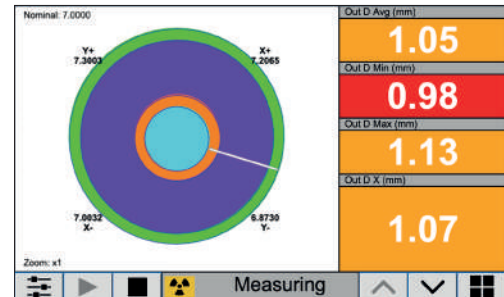 Nominal: 7.0000
Y+
7.3003
X+
7.2065
7.0032
X-
6.8730
Y-
Zoom: x1
Out D Avg (mm)
1.05
Out D Min (mm)
0.98
Out D Max (mm)
1.13
Out D X (mm)
1.07
Measuring